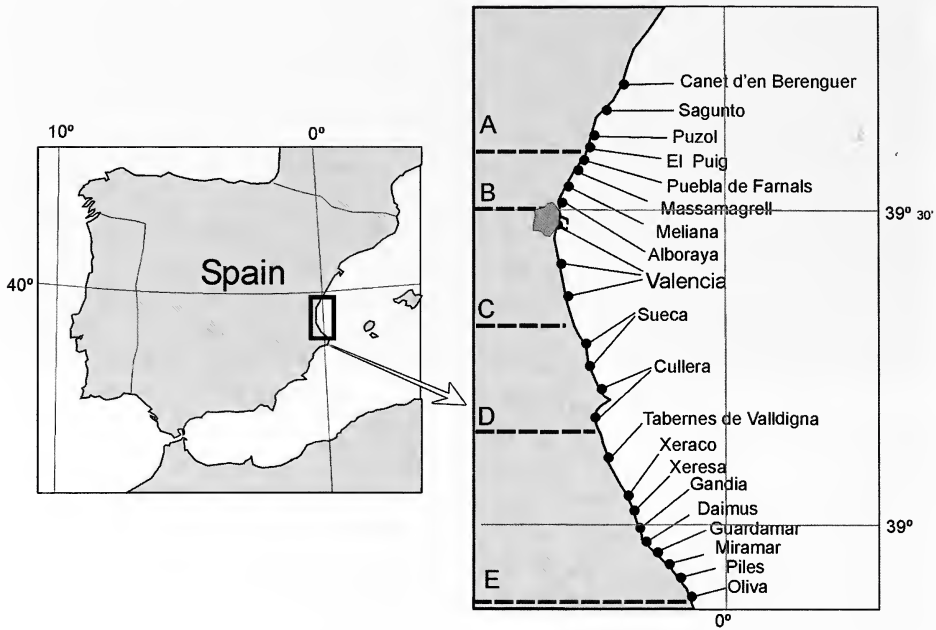 10º
0º
40º
Spain
A
B
C
D
E
Canet d'en Berenguer
Sagunto
Puzol
El Puig
Puebla de Farnals
Massamagrell
Meliana
Alboraya
Valencia
Sueca
Cullera
Tabernes de Valldigna
Xeraco
Xeresa
Gandia
Daimus
Guardamar
Miramar
Piles
Oliva
39º 30'
39º
0º